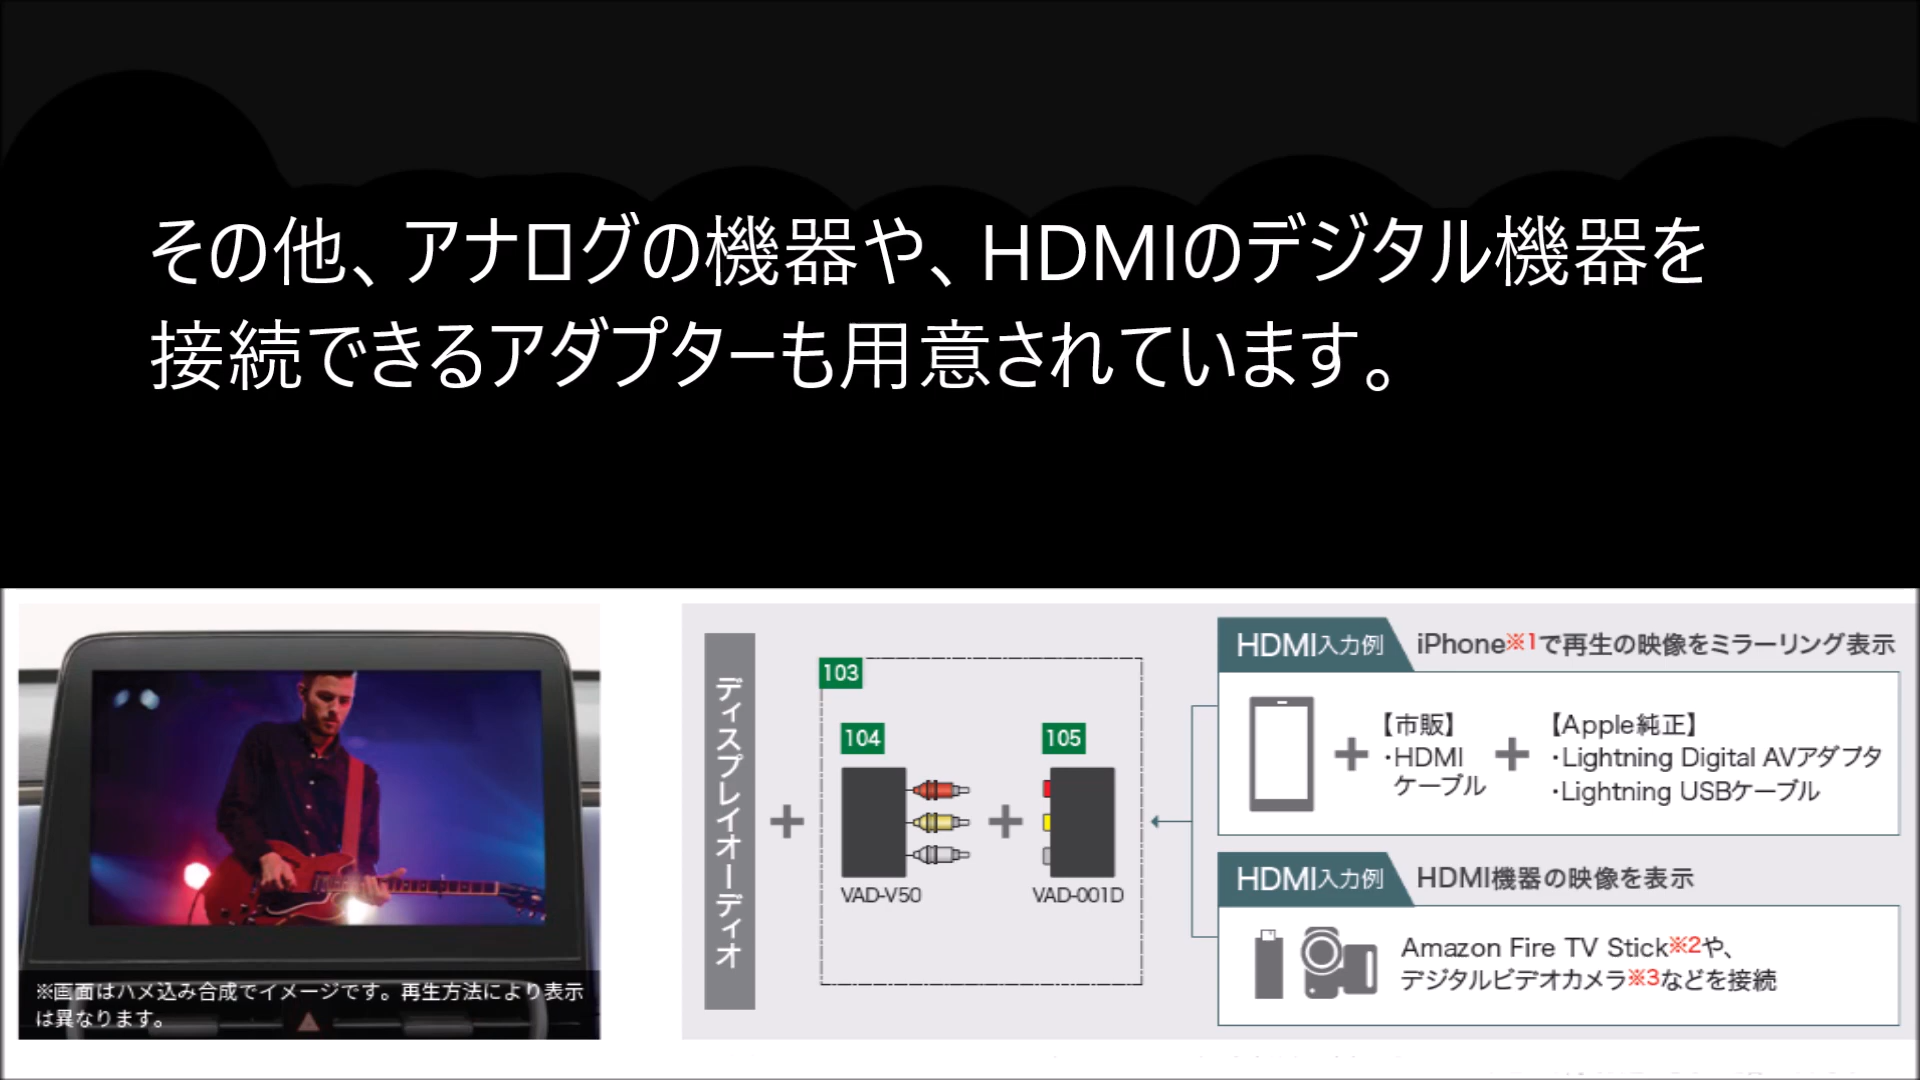 その他、アナログの機器や、HDMIのデジタル機器を
接続できるアダプターも用意されています。
※画面はハメ込み合成でイメージです。再生方法により表示
は異なります。
ディスプレイオーディオ
103
104
VAD-V50
105
VAD-001D
HDMI入力例
iPhone※1で再生の映像をミラーリング表示
【市販】
・HDMI
ケーブル
【Apple純正】
・Lightning Digital AVアダプタ
・Lightning USBケーブル
HDMI入力例
HDMI機器の映像を表示
Amazon Fire TV Stick※2や、
デジタルビデオカメラ※3などを接続